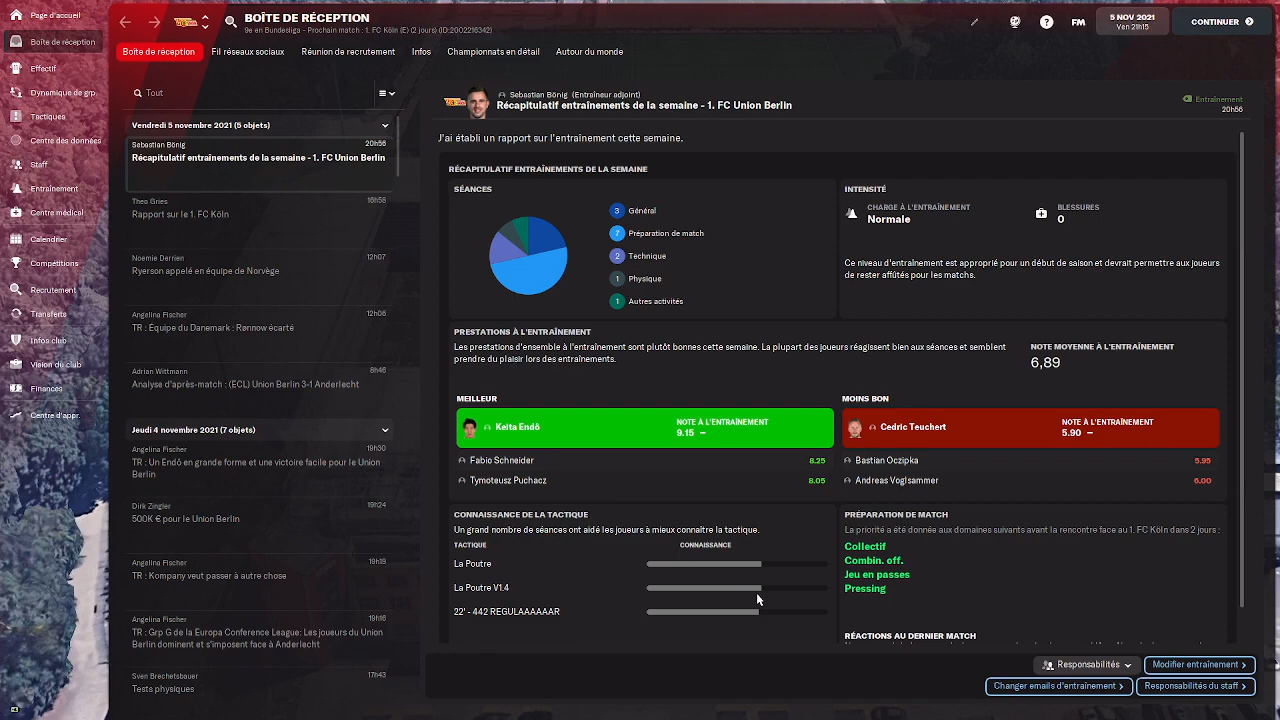 Page d'accueil
BOÎTE DE RÉCEPTION
9e en Bundesliga - Prochain match : 1. FC Köln (E) (2 jours) (ID:2002216342)
FM
5 NOV 2021
Ven 21h15
CONTINUER
Boîte de réception
Effectif
Dynamique de grp.
Tactiques
Centre des données
Staff
Entraînement
Centre médical
Calendrier
Compétitions
Recrutement
Transferts
Infos club
Vision du club
Finances
Centre d'appr.
Boîte de réception
Fil réseaux sociaux
Réunion de recrutement
Infos
Championnats en détail
Autour du monde
Tout
Vendredi 5 novembre 2021 (5 objets)
Sebastian Bönig
20h56
Récapitulatif entraînements de la semaine - 1. FC Union Berlin
Theo Gries
16h58
Rapport sur le 1. FC Köln
Noemie Derrien
12h07
Ryerson appelé en équipe de Norvège
Angelina Fischer
12h06
TR : Equipe du Danemark : Rønnow écarté
Adrian Wittmann
8h46
Analyse d'après-match : (ECL) Union Berlin 3-1 Anderlecht
Jeudi 4 novembre 2021 (7 objets)
Angelina Fischer
19h30
TR : Un Endō en grande forme et une victoire facile pour le Union
Berlin
Dirk Zingler
19h24
500K € pour le Union Berlin
Angelina Fischer
19h19
TR : Kompany veut passer à autre chose
Angelina Fischer
19h16
TR : Grp G de la Europa Conference League: Les joueurs du Union
Berlin dominent et s'imposent face à Anderlecht
Sven Brechetsbauer
17h43
Tests physiques
Sebastian Bönig (Entraîneur adjoint)
Récapitulatif entraînements de la semaine - 1. FC Union Berlin
Entraînement
20h56
J'ai établi un rapport sur l'entraînement cette semaine.
RÉCAPITULATIF ENTRAÎNEMENTS DE LA SEMAINE
SÉANCES
3 Général
7 Préparation de match
2 Technique
1 Physique
1 Autres activités
INTENSITÉ
CHARGE À L'ENTRAÎNEMENT
Normale
BLESSURES
0
Ce niveau d'entraînement est approprié pour un début de saison et devrait permettre aux joueurs
de rester affutés pour les matchs.
PRESTATIONS À L'ENTRAÎNEMENT
Les prestations d'ensemble à l'entraînement sont plutôt bonnes cette semaine. La plupart des joueurs réagissent bien aux séances et semblent
prendre du plaisir lors des entraînements.
NOTE MOYENNE À L'ENTRAÎNEMENT
6,89
MEILLEUR
Keita Endō
NOTE À L'ENTRAÎNEMENT
9.15 –
Fabio Schneider
8.25
Tymoteusz Puchacz
8.05
MOINS BON
Cedric Teuchert
NOTE À L'ENTRAÎNEMENT
5.90 –
Bastian Oczipka
5.95
Andreas Voglsammer
6.00
CONNAISSANCE DE LA TACTIQUE
Un grand nombre de séances ont aidé les joueurs à mieux connaître la tactique.
TACTIQUE
CONNAISSANCE
La Poutre
La Poutre V1.4
22' - 442 REGULAAAAAR
PRÉPARATION DE MATCH
La priorité a été donnée aux domaines suivants avant la rencontre face au 1. FC Köln dans 2 jours :
Collectif
Combin. off.
Jeu en passes
Pressing
RÉACTIONS AU DERNIER MATCH
Responsabilités
Modifier entraînement
Changer emails d'entraînement
Responsabilités du staff